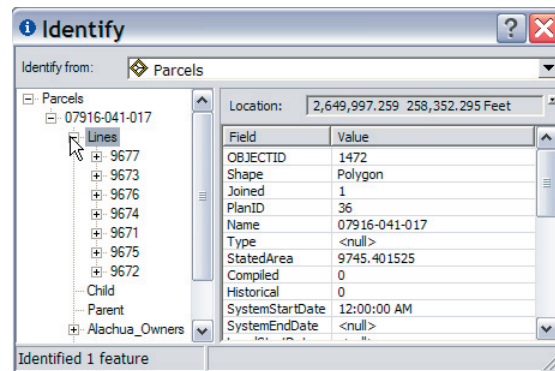 Identify
Identify from: Parcels
Parcels
07916-041-017
Lines
9677
9673
9676
9674
9671
9675
9672
Child
Parent
Alachua_Owners
Location: 2,649,997.259 258,352.295 Feet
Field Value
OBJECTID 1472
Shape Polygon
Joined 1
PlanID 36
Name 07916-041-017
Type <null>
StatedArea 9745.401525
Compiled 0
Historical 0
SystemStartDate 12:00:00 AM
SystemEndDate <null>
Identified 1 feature